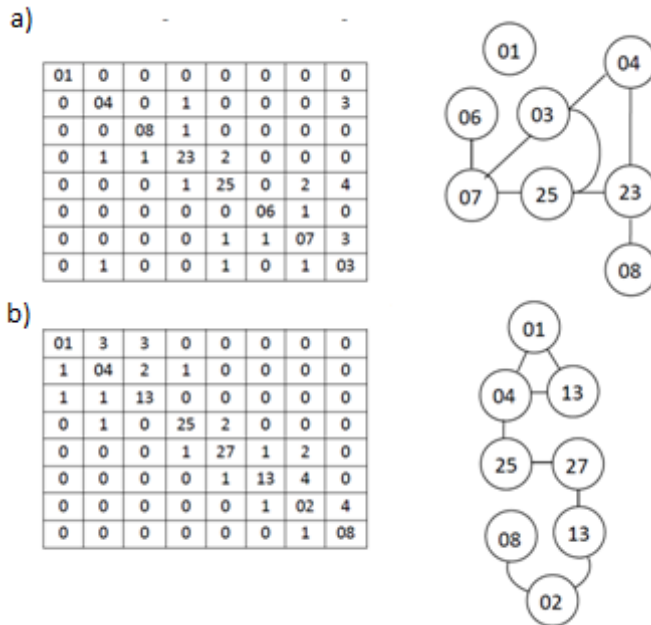 a)
01 0 0 0 0 0 0 0
0 04 0 1 0 0 0 3
0 0 08 1 0 0 0 0
0 1 1 23 2 0 0 0
0 0 0 1 25 0 2 4
0 0 0 0 0 06 1 0
0 0 0 0 1 1 07 3
0 1 0 0 1 0 1 03
01
04
06
03
07
25
23
08
b)
01 3 3 0 0 0 0 0
1 04 2 1 0 0 0 0
1 1 13 0 0 0 0 0
0 1 0 25 2 0 0 0
0 0 0 1 27 1 2 0
0 0 0 0 1 13 4 0
0 0 0 0 0 1 02 4
0 0 0 0 0 0 1 08
01
04
13
25
27
08
13
02